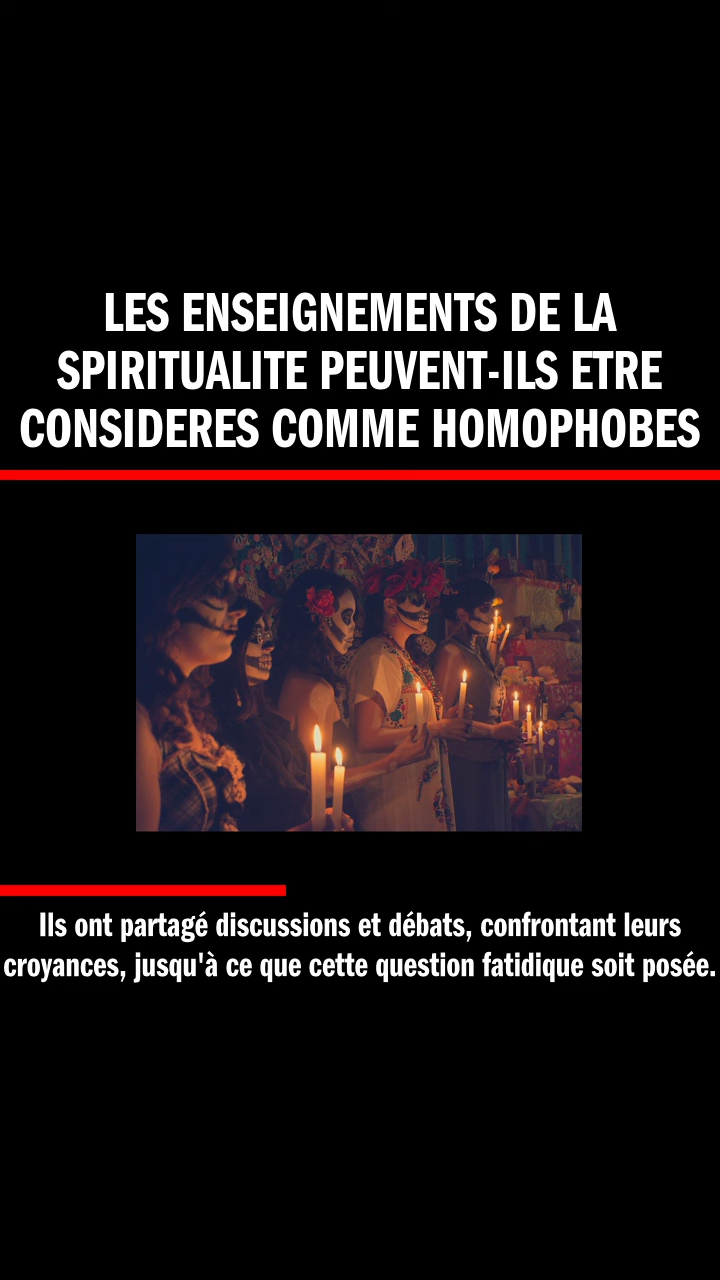 LES ENSEIGNEMENTS DE LA
SPIRITUALITE PEUVENT-ILS ETRE
CONSIDERES COMME HOMOPHOBES
Ils ont partagé discussions et débats, confrontant leurs
croyances, jusqu'à ce que cette question fatidique soit posée.